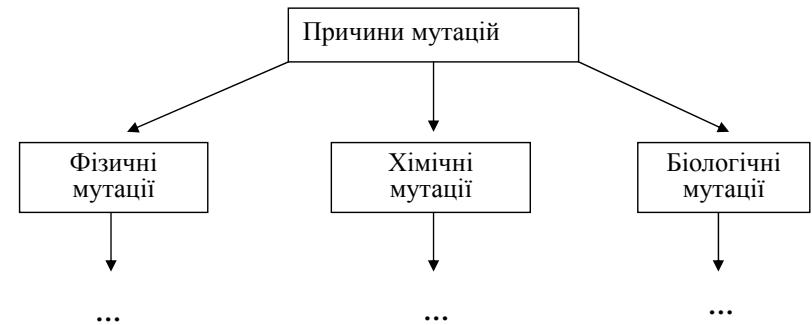 Причини мутацій
Фізичні
мутації
Хімічні
мутації
Біологічні
мутації
...
...
...